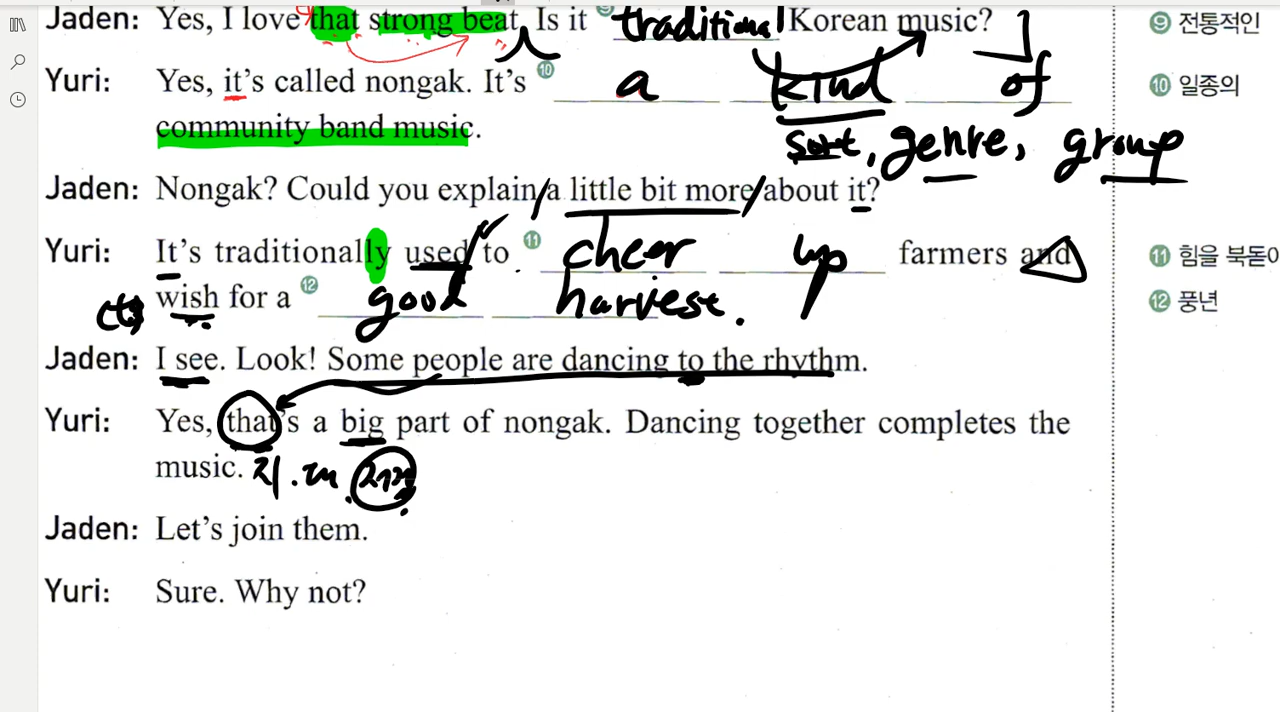 Jaden: Yes, I love that strong beat. Is it ⑨ traditional Korean music? ⑨ 전통적인
Yuri: Yes, it's called nongak. It's ⑩ a kind of ⑩ 일종의
community band music.
sort, genre, group
Jaden: Nongak? Could you explain / a little bit more / about it?
Yuri: It's traditionally used to ⑪ cheer up farmers and ⑪ 힘을 북돋아
(to) wish for a ⑫ good harvest. ⑫ 풍년
Jaden: I see. Look! Some people are dancing to the rhythm.
Yuri: Yes, that's a big part of nongak. Dancing together completes the
music.
Jaden: Let's join them.
Yuri: Sure. Why not?